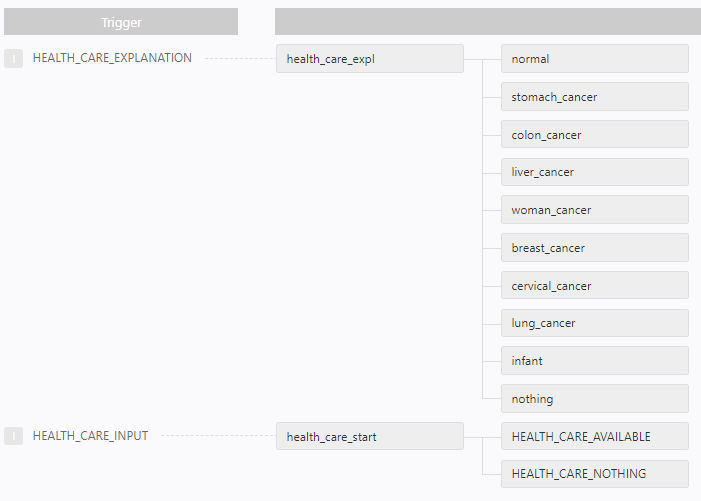 Trigger
HEALTH_CARE_EXPLANATION
health_care_expl
normal
stomach_cancer
colon_cancer
liver_cancer
woman_cancer
breast_cancer
cervical_cancer
lung_cancer
infant
nothing
HEALTH_CARE_INPUT
health_care_start
HEALTH_CARE_AVAILABLE
HEALTH_CARE_NOTHING